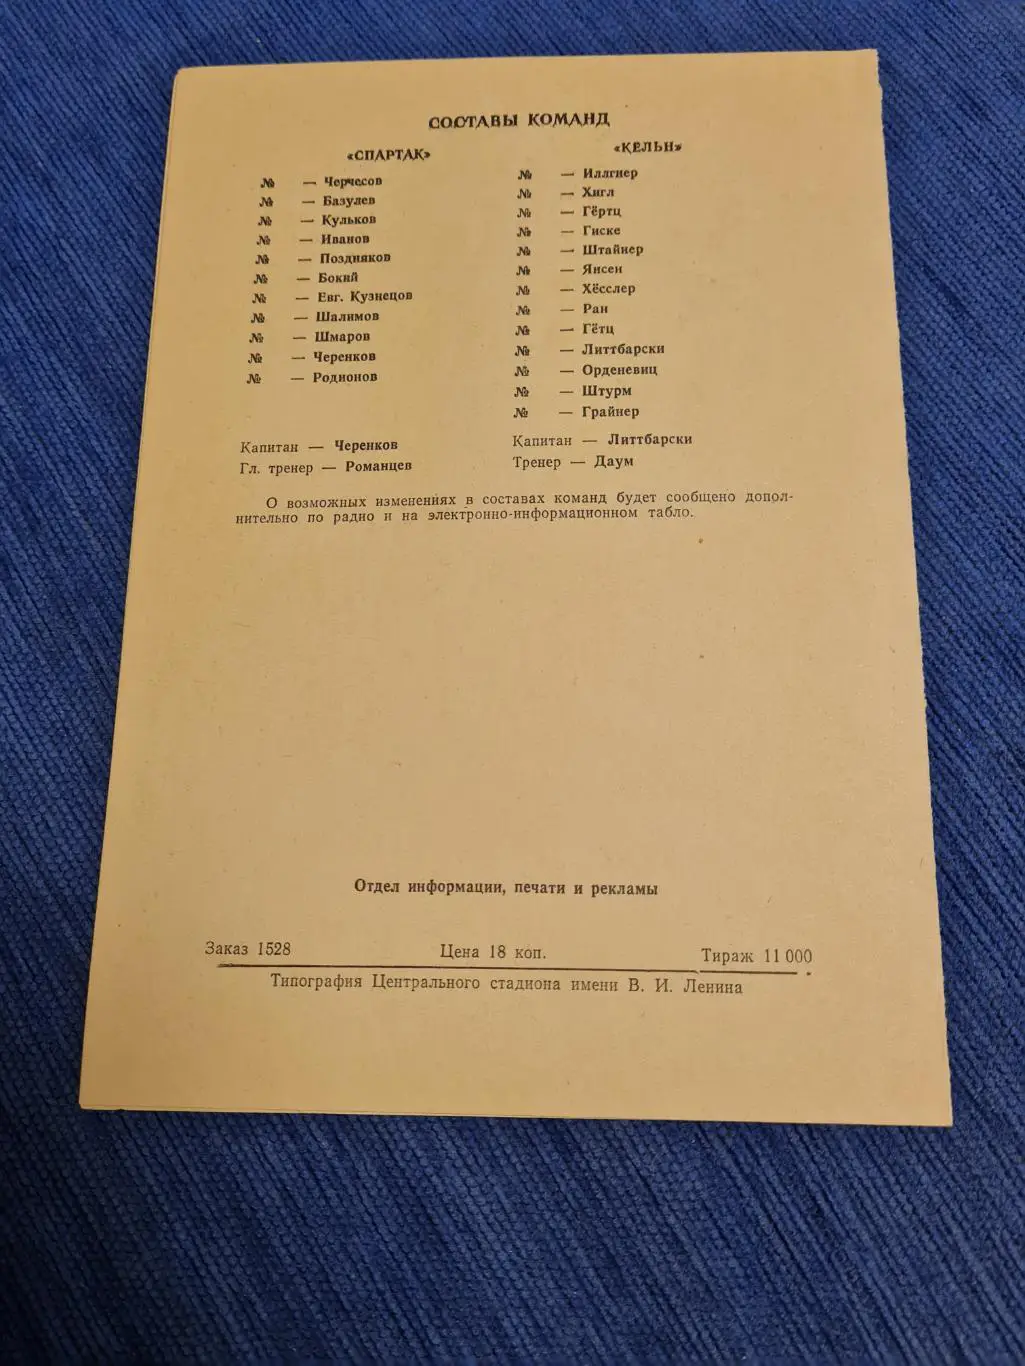 СОСТАВЫ КОМАНД
«СПАРТАК»
№ — Черчесов
№ — Базулев
№ — Кульков
№ — Иванов
№ — Поздняков
№ — Бокий
№ — Евг. Кузнецов
№ — Шалимов
№ — Шмаров
№ — Черенков
№ — Родионов
Капитан — Черенков
Гл. тренер — Романцев
«КЕЛЬН»
№ — Иллгнер
№ — Хигл
№ — Гёртц
№ — Гиске
№ — Штайнер
№ — Янсен
№ — Хёсслер
№ — Ран
№ — Гётц
№ — Литтбарски
№ — Орденевиц
№ — Штурм
№ — Грайнер
Капитан — Литтбарски
Тренер — Даум
О возможных изменениях в составах команд будет сообщено допол-
нительно по радио и на электронно-информационном табло.
Отдел информации, печати и рекламы
Заказ 1528 Цена 18 коп. Тираж 11 000
Типография Центрального стадиона имени В. И. Ленина